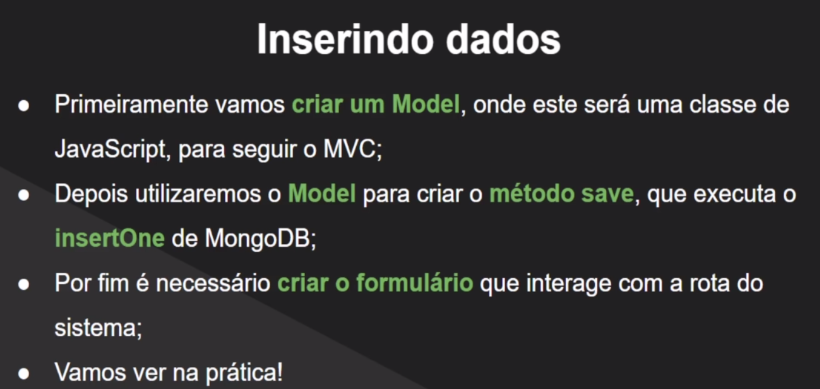 Inserindo dados
● Primeiramente vamos criar um Model, onde este será uma classe de
JavaScript, para seguir o MVC;
● Depois utilizaremos o Model para criar o método save, que executa o
insertOne de MongoDB;
● Por fim é necessário criar o formulário que interage com a rota do
sistema;
● Vamos ver na prática!